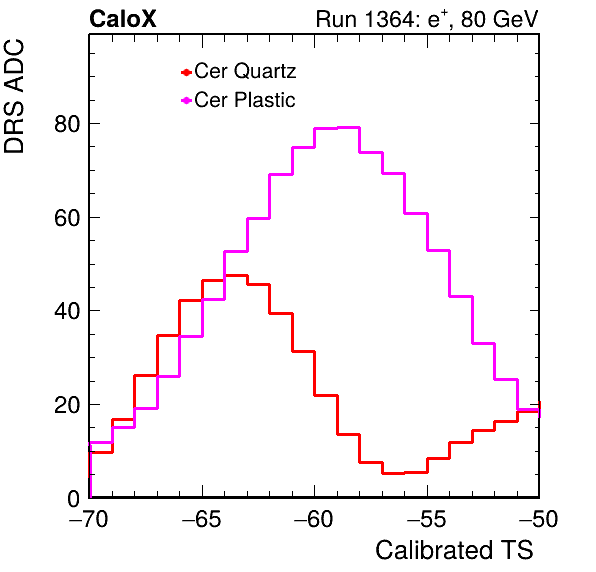 CaloX Run 1364: e⁺, 80 GeV
DRS ADC
Cer Quartz
Cer Plastic
80
60
40
20
0
−70 −65 −60 −55 −50
Calibrated TS